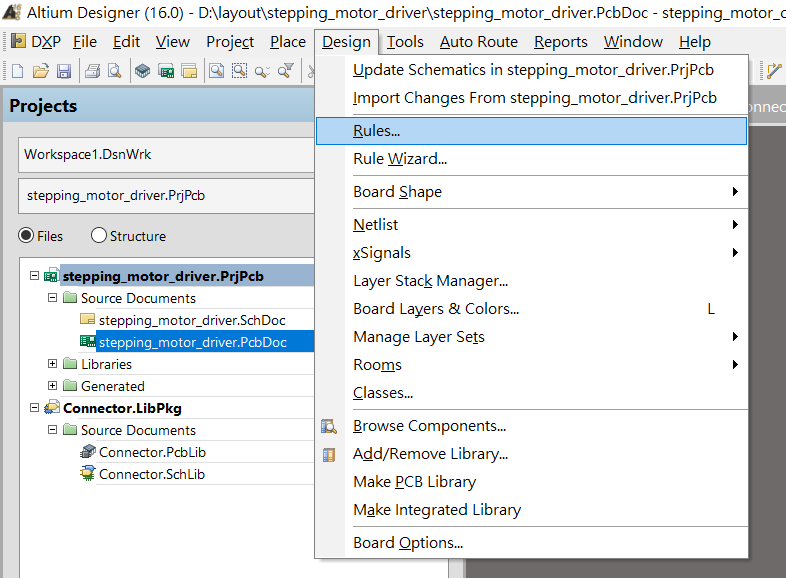 Altium Designer (16.0) - D:\layout\stepping_motor_driver\stepping_motor_driver.PcbDoc - stepping_motor_d
DXP File Edit View Project Place Design Tools Auto Route Reports Window Help
Update Schematics in stepping_motor_driver.PrjPcb
Import Changes From stepping_motor_driver.PrjPcb
Rules...
Rule Wizard...
Board Shape
Netlist
xSignals
Layer Stack Manager...
Board Layers & Colors... L
Manage Layer Sets
Rooms
Classes...
Browse Components...
Add/Remove Library...
Make PCB Library
Make Integrated Library
Board Options...
onnec
Projects
Workspace1.DsnWrk
stepping_motor_driver.PrjPcb
Files Structure
stepping_motor_driver.PrjPcb
Source Documents
stepping_motor_driver.SchDoc
stepping_motor_driver.PcbDoc
Libraries
Generated
Connector.LibPkg
Source Documents
Connector.PcbLib
Connector.SchLib